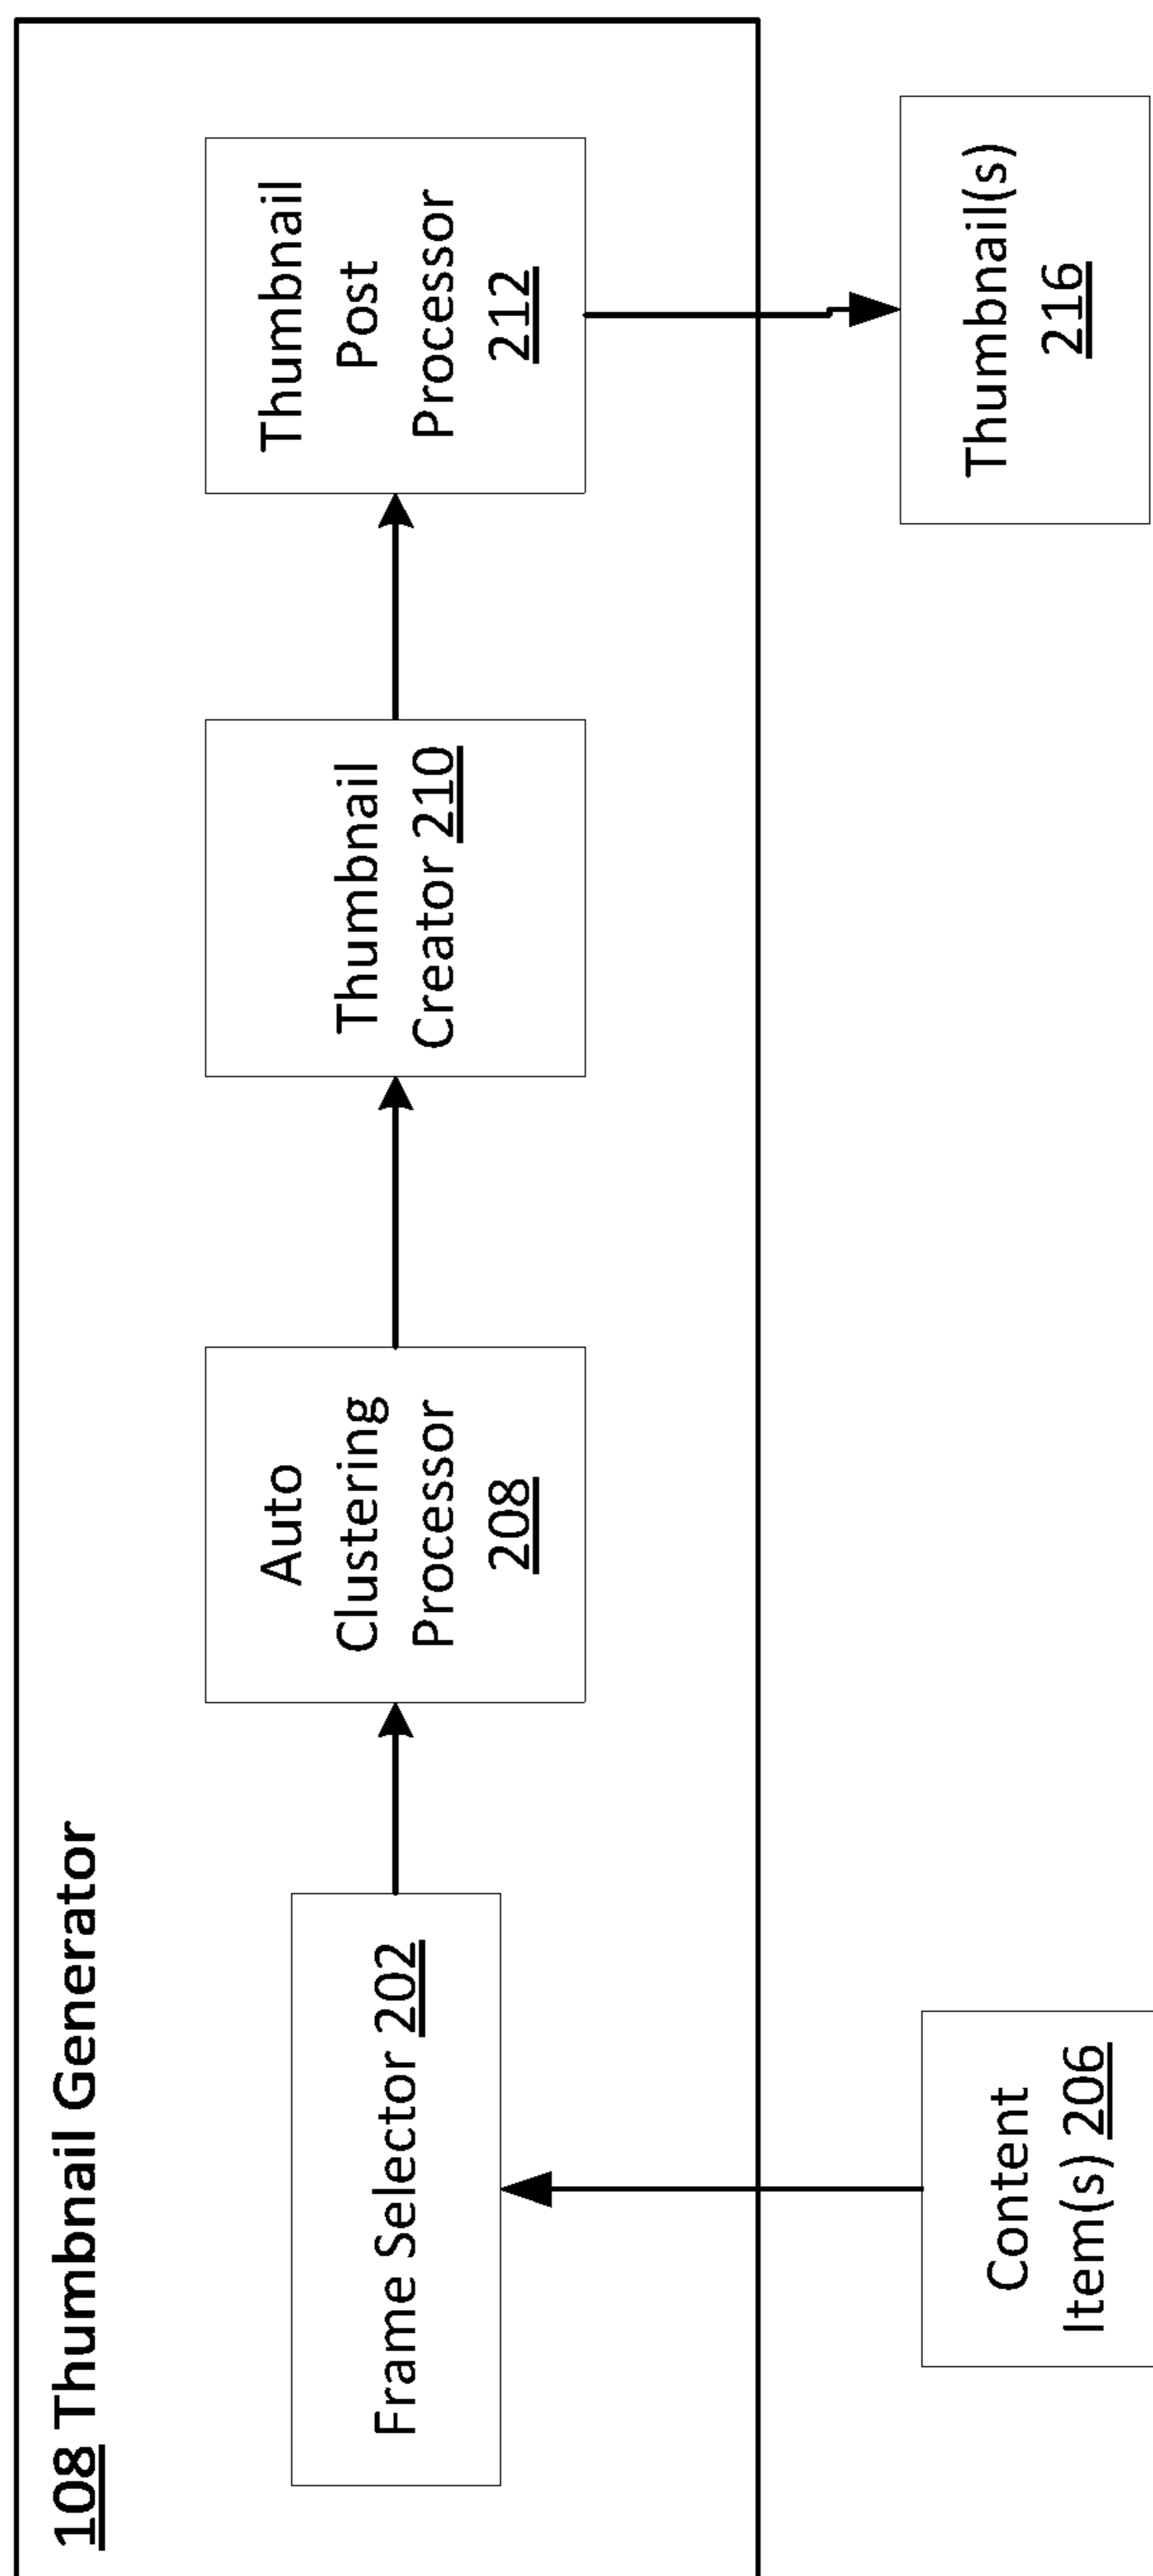 108 Thumbnail Generator
Frame Selector 202
Auto
Clustering
Processor
208
Thumbnail
Creator 210
Thumbnail
Post
Processor
212
Content
Item(s) 206
Thumbnail(s)
216